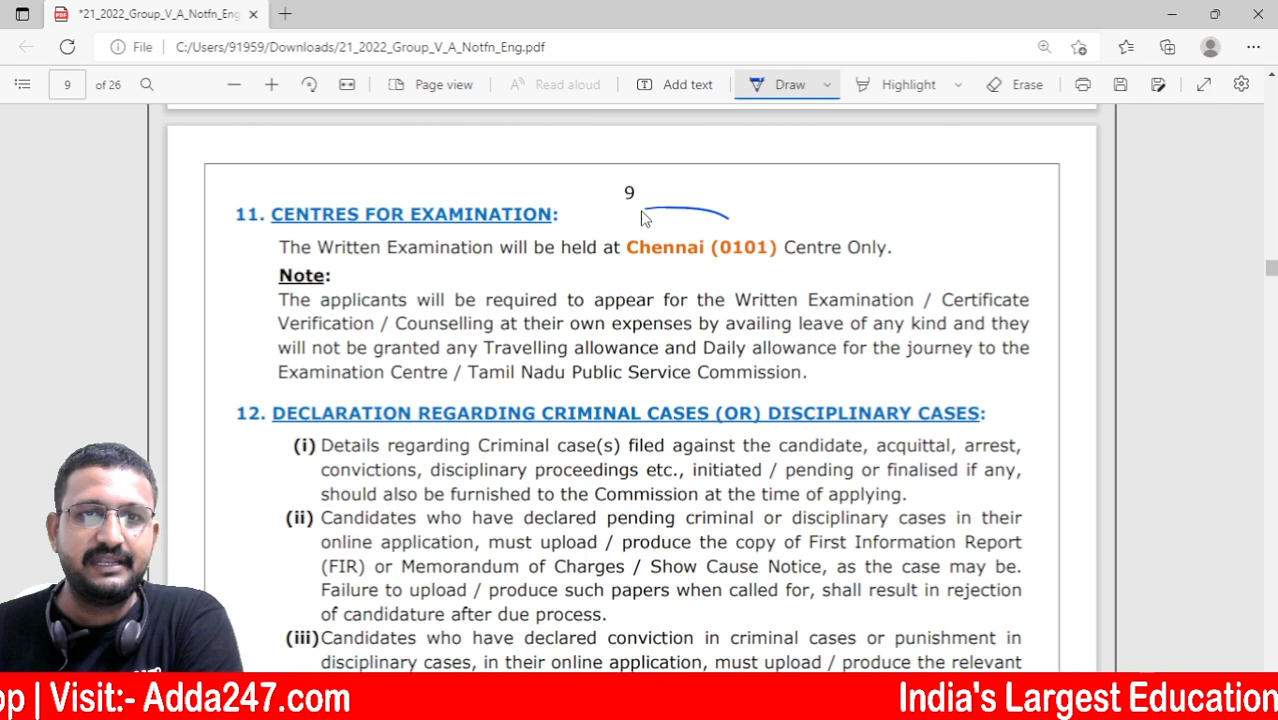 *21_2022_Group_V_A_Notfn_Eng
File
C:/Users/91959/Downloads/21_2022_Group_V_A_Notfn_Eng.pdf
9 of 26
Page view
Read aloud
Add text
Draw
Highlight
Erase
9
11. CENTRES FOR EXAMINATION:
The Written Examination will be held at Chennai (0101) Centre Only.
Note:
The applicants will be required to appear for the Written Examination / Certificate
Verification / Counselling at their own expenses by availing leave of any kind and they
will not be granted any Travelling allowance and Daily allowance for the journey to the
Examination Centre / Tamil Nadu Public Service Commission.
12. DECLARATION REGARDING CRIMINAL CASES (OR) DISCIPLINARY CASES:
(i) Details regarding Criminal case(s) filed against the candidate, acquittal, arrest,
convictions, disciplinary proceedings etc., initiated / pending or finalised if any,
should also be furnished to the Commission at the time of applying.
(ii) Candidates who have declared pending criminal or disciplinary cases in their
online application, must upload / produce the copy of First Information Report
(FIR) or Memorandum of Charges / Show Cause Notice, as the case may be.
Failure to upload / produce such papers when called for, shall result in rejection
of candidature after due process.
(iii)Candidates who have declared conviction in criminal cases or punishment in
disciplinary cases, in their online application, must upload / produce the relevant
op | Visit:- Adda247.com
India's Largest Education